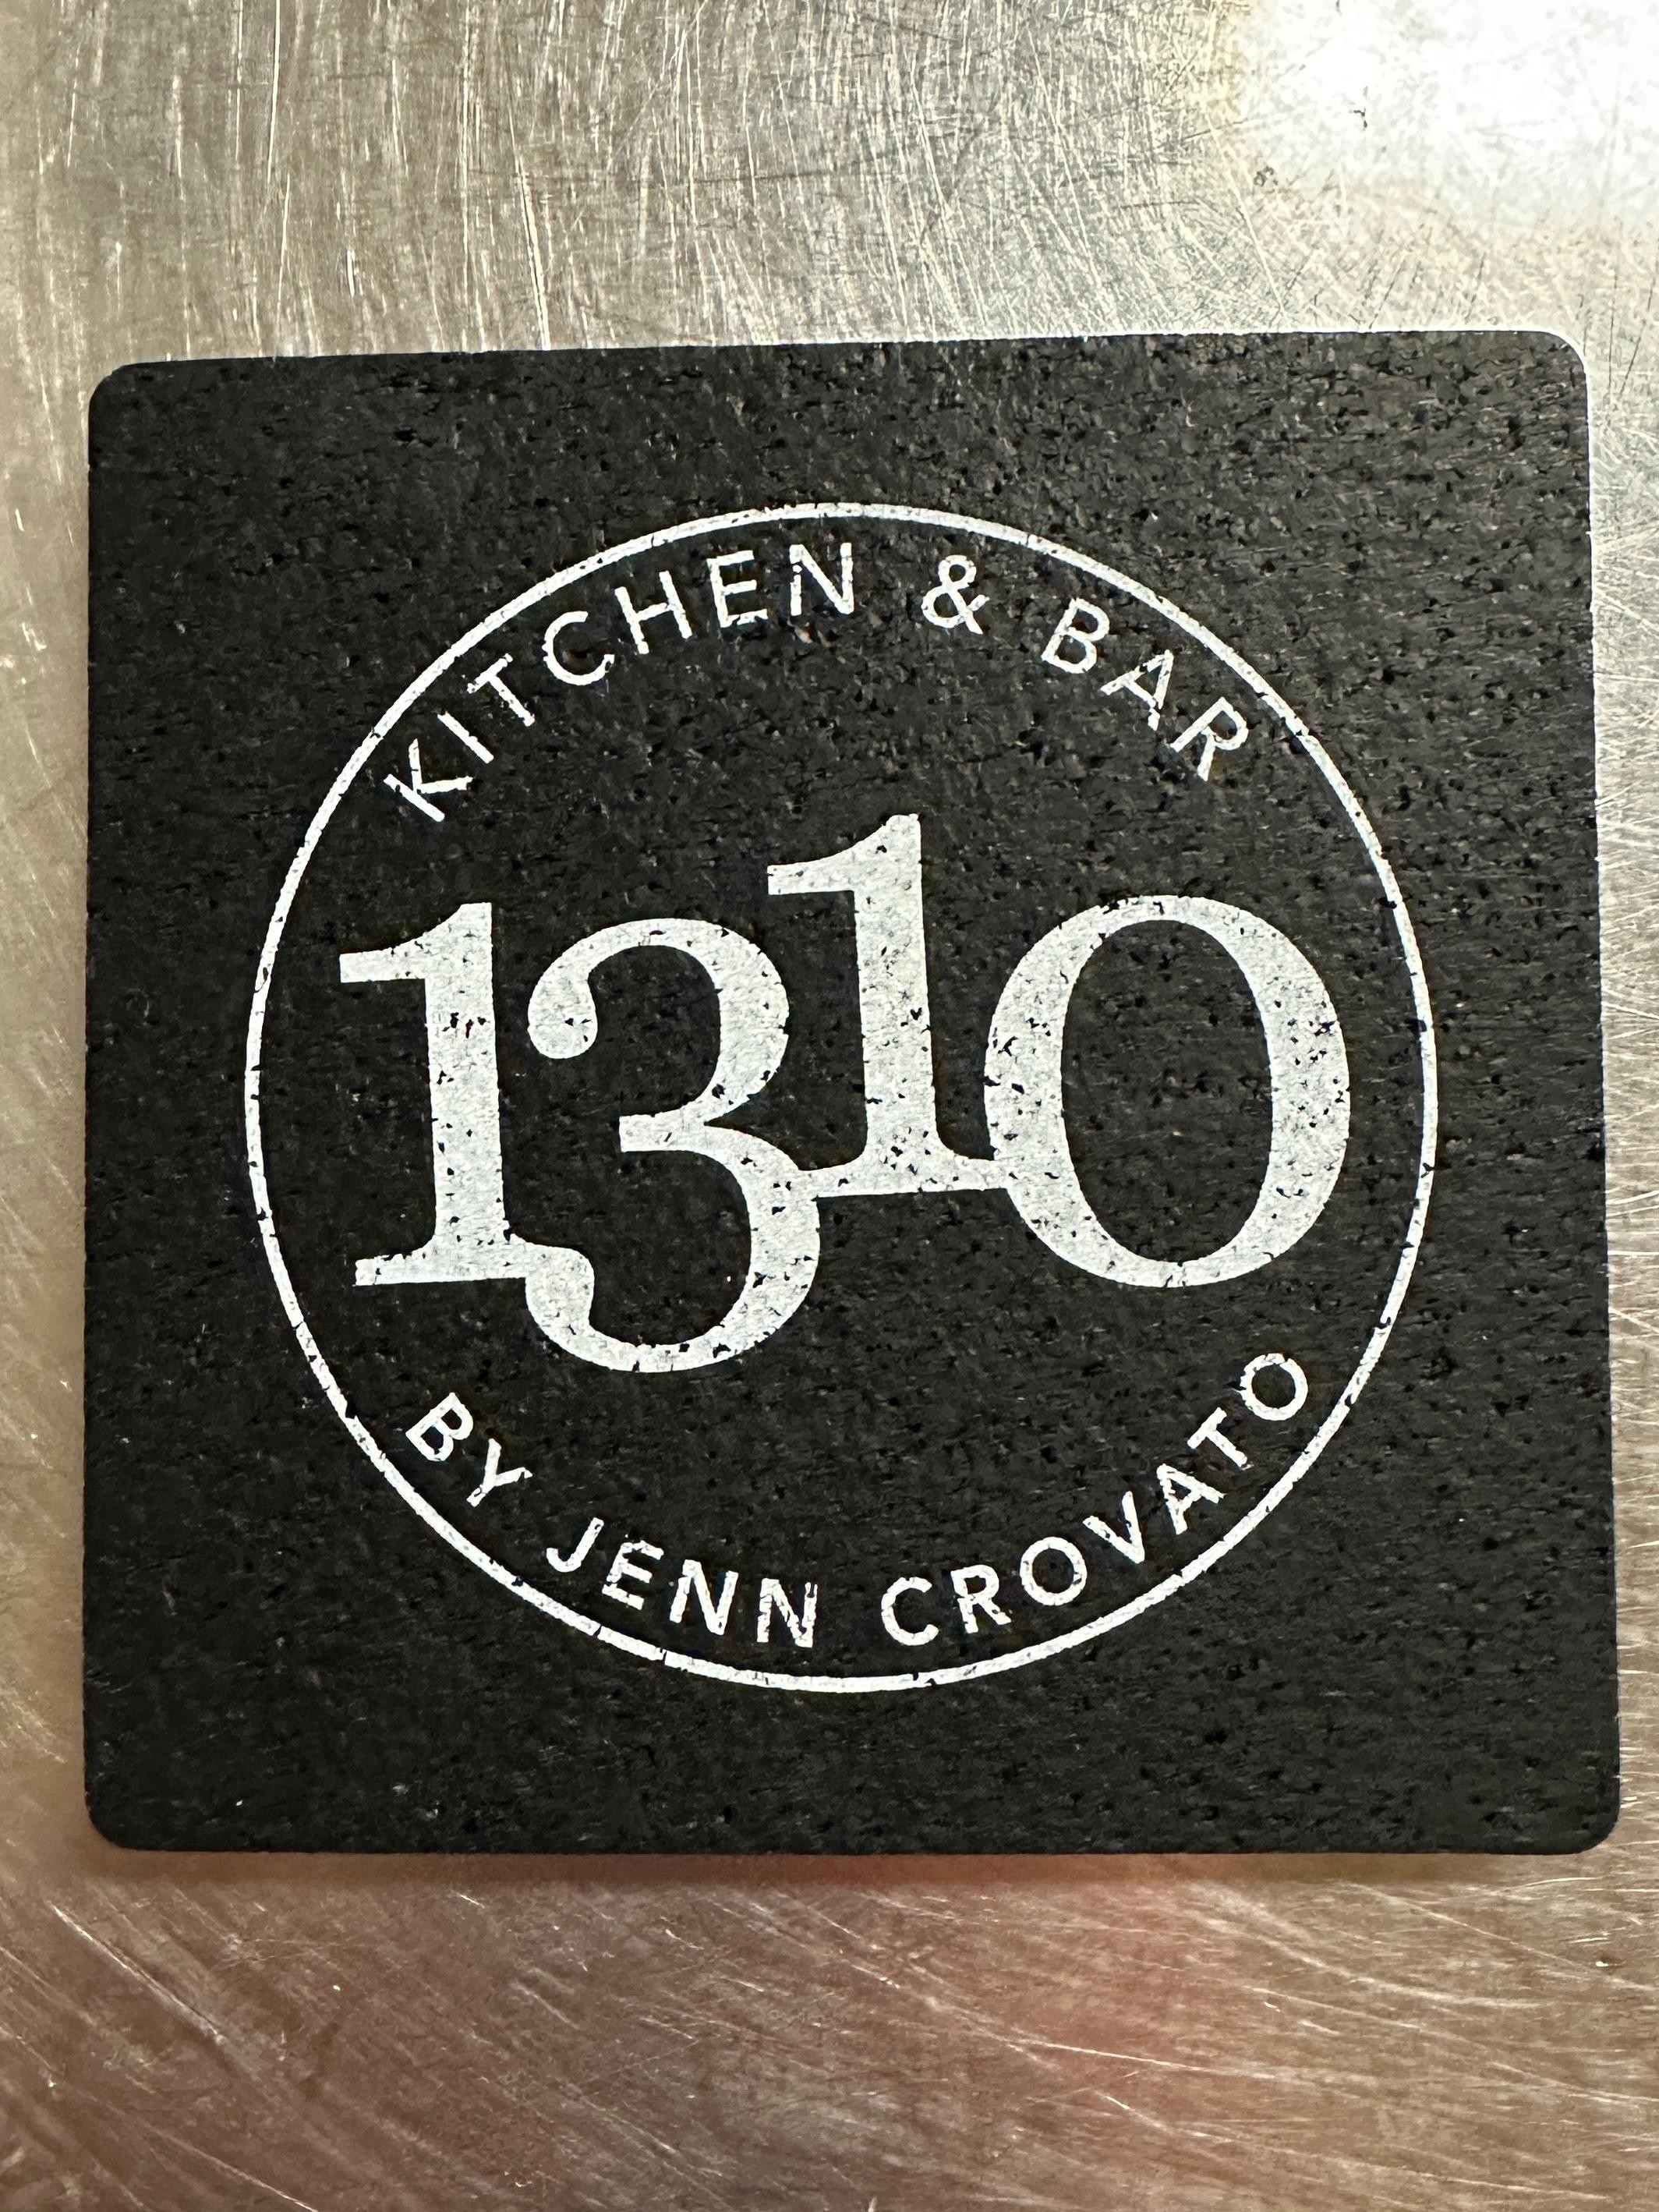 KITCHEN & BAR
1310
BY JENN CROVATO